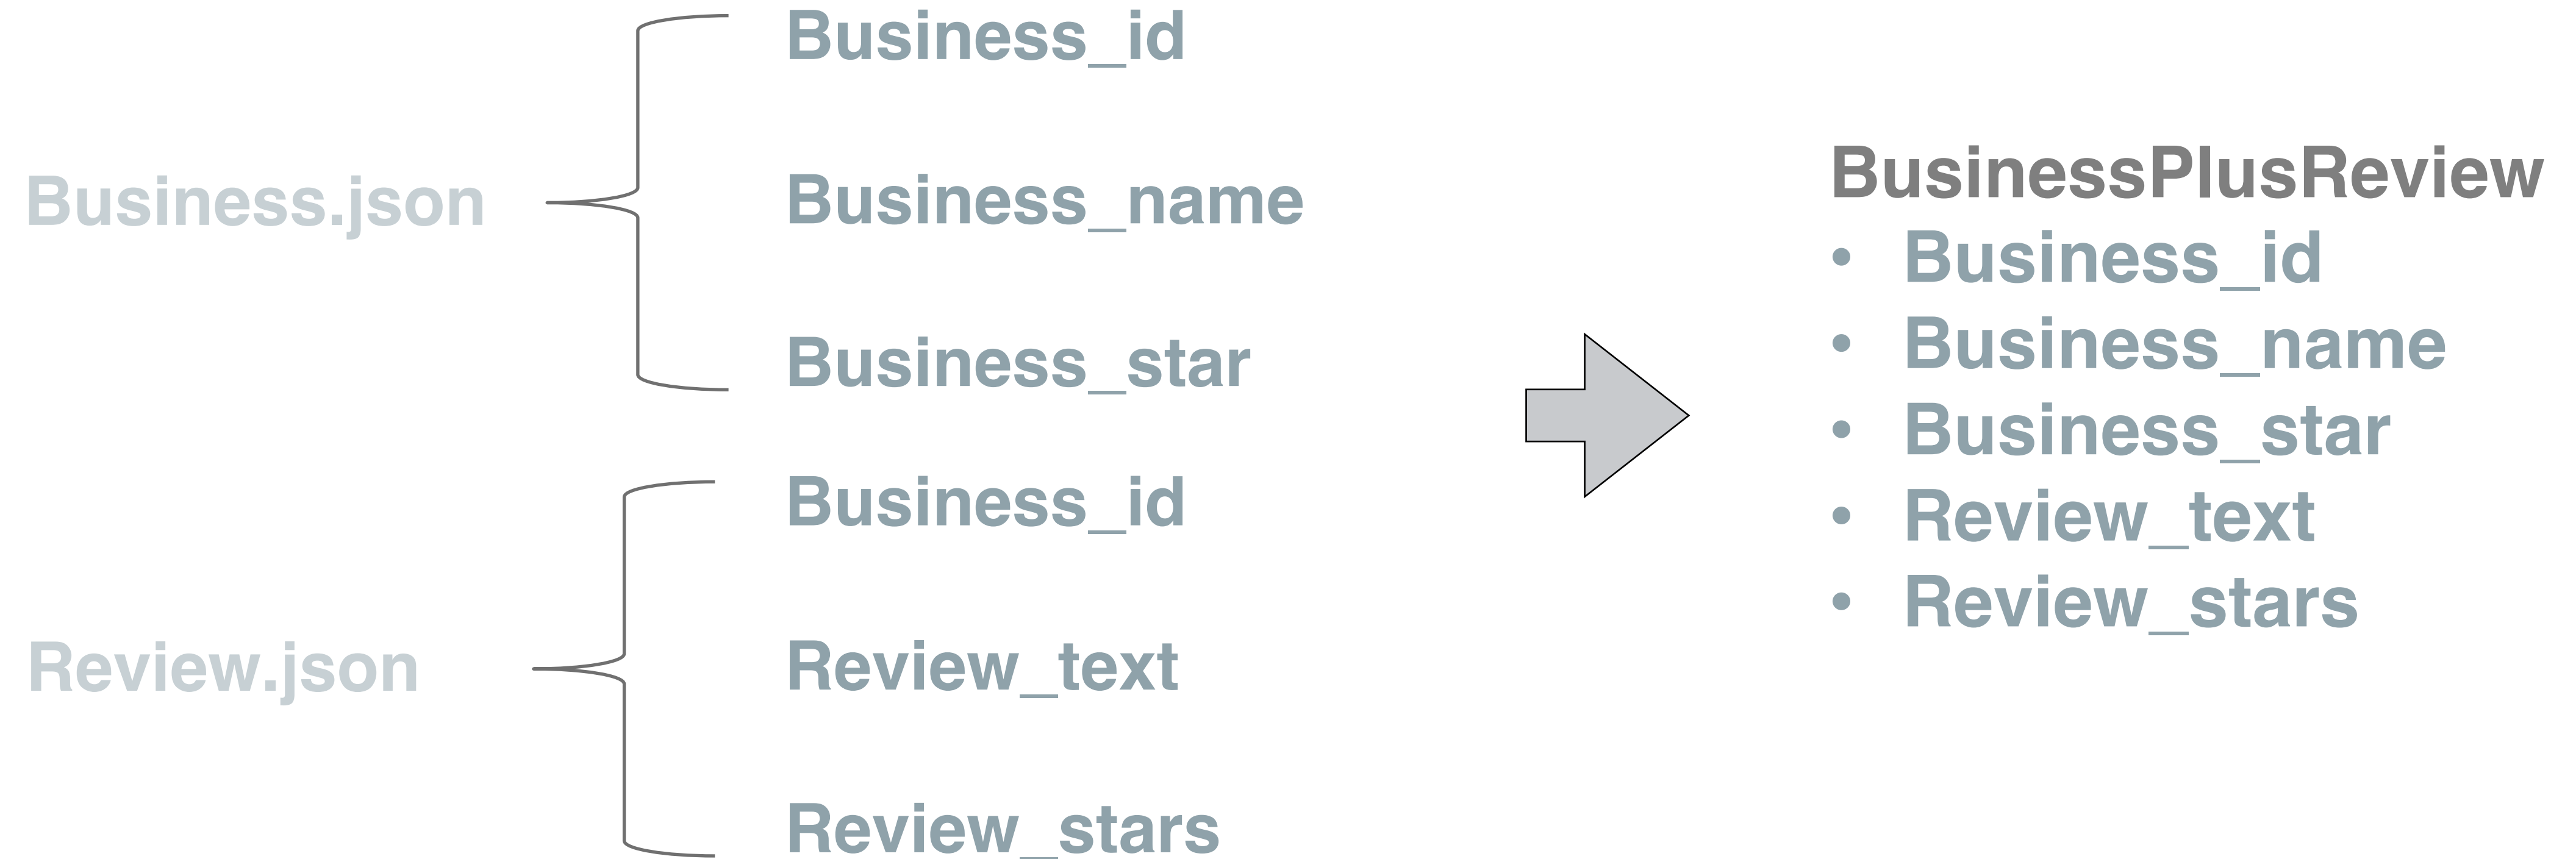 Business.json
Business_id
Business_name
Business_star
Review.json
Business_id
Review_text
Review_stars
BusinessPlusReview
• Business_id
• Business_name
• Business_star
• Review_text
• Review_stars